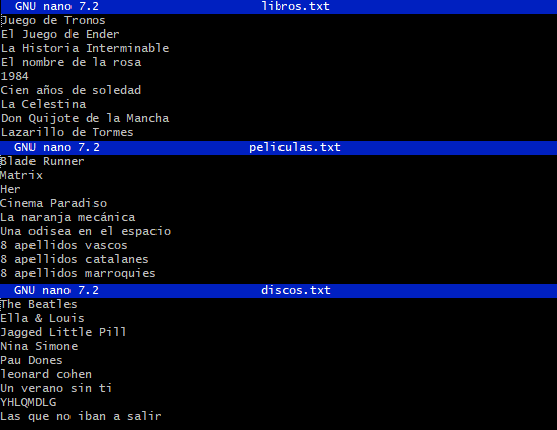 GNU nano 7.2 libros.txt
Juego de Tronos
El Juego de Ender
La Historia Interminable
El nombre de la rosa
1984
Cien años de soledad
La Celestina
Don Quijote de la Mancha
Lazarillo de Tormes
GNU nano 7.2 peliculas.txt
Blade Runner
Matrix
Her
Cinema Paradiso
La naranja mecánica
Una odisea en el espacio
8 apellidos vascos
8 apellidos catalanes
8 apellidos marroquies
GNU nano 7.2 discos.txt
The Beatles
Ella & Louis
Jagged Little Pill
Nina Simone
Pau Dones
leonard cohen
Un verano sin ti
YHLQMDLG
Las que no iban a salir